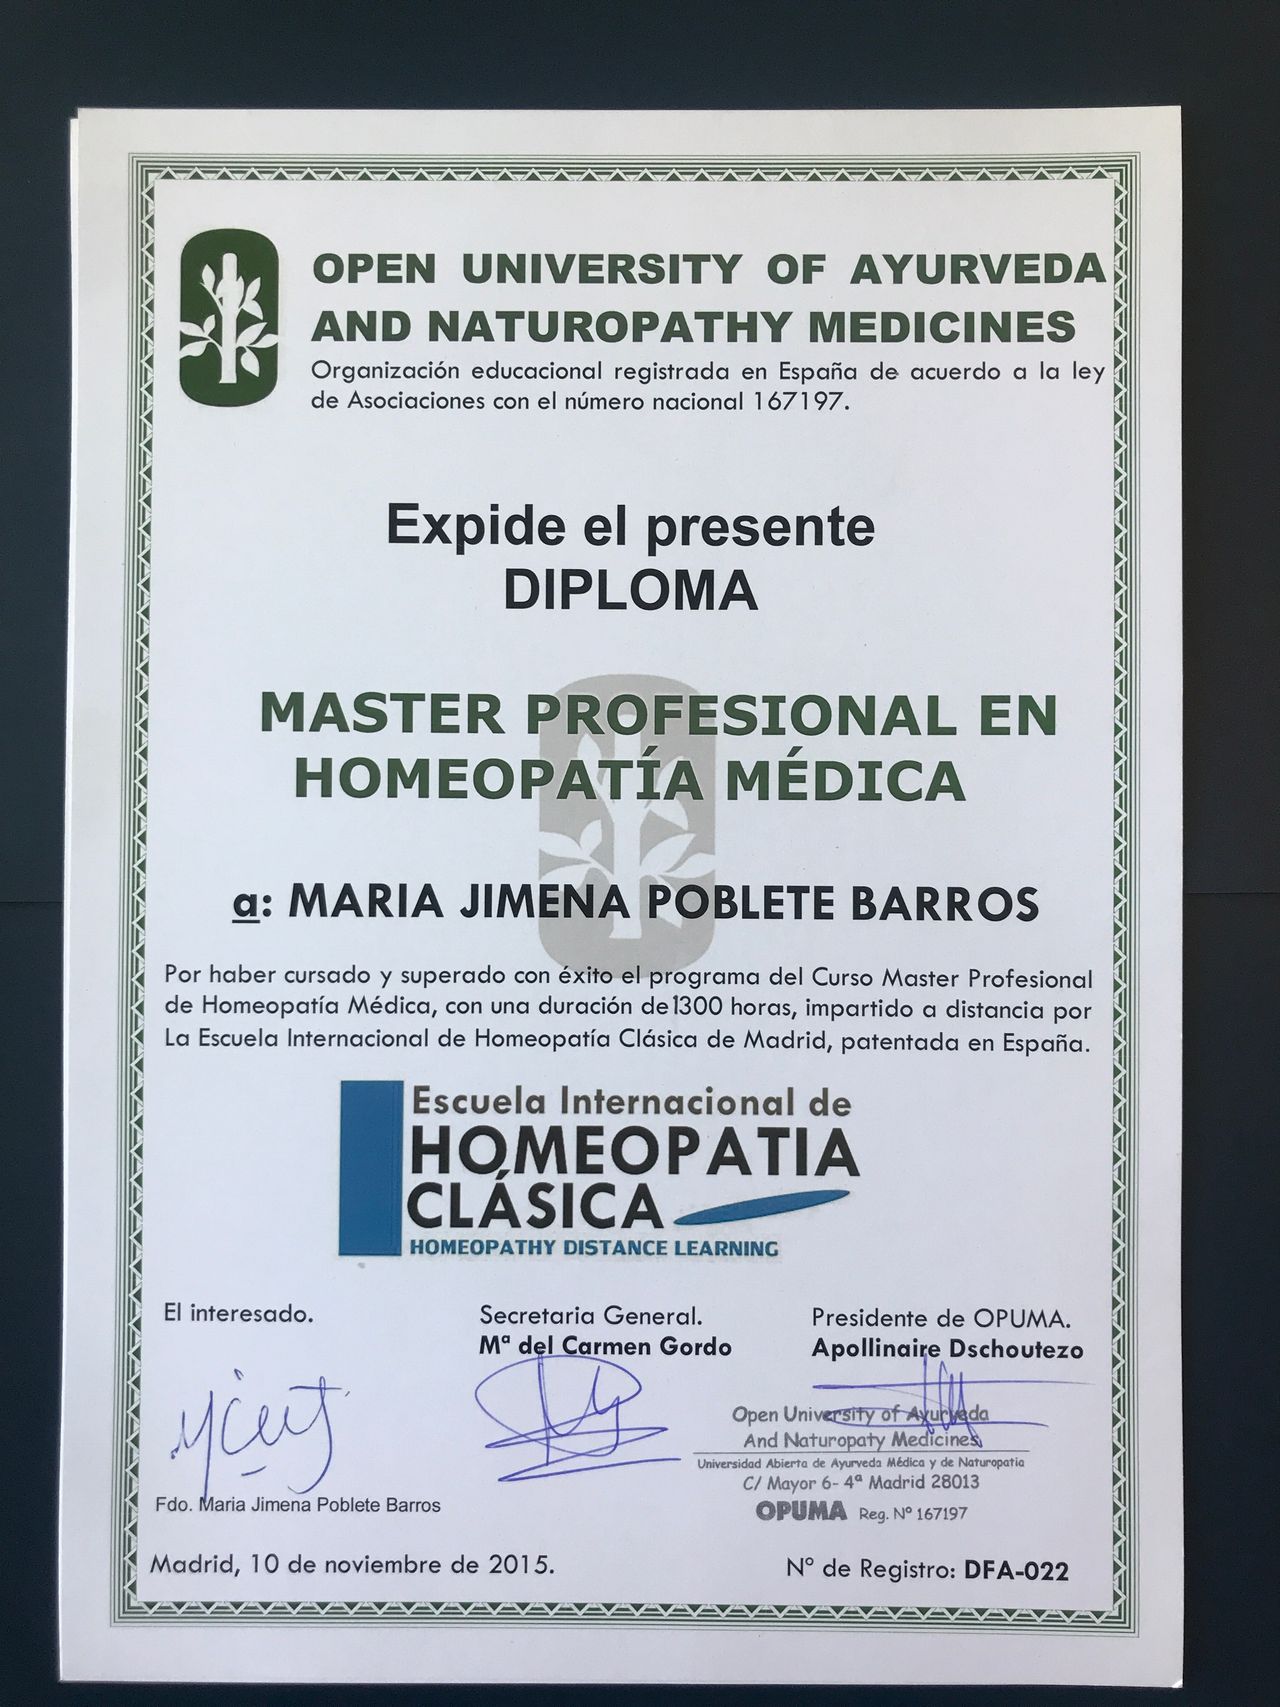 OPEN UNIVERSITY OF AYURVEDA
AND NATUROPATHY MEDICINES
Organización educacional registrada en España de acuerdo a la ley
de Asociaciones con el número nacional 167197.
Expide el presente
DIPLOMA
MASTER PROFESIONAL EN
HOMEOPATÍA MÉDICA
a: MARIA JIMENA POBLETE BARROS
Por haber cursado y superado con éxito el programa del Curso Master Profesional
de Homeopatía Médica, con una duración de1300 horas, impartido a distancia por
La Escuela Internacional de Homeopatía Clásica de Madrid, patentada en España.
Escuela Internacional de
HOMEOPATIA
CLÁSICA
HOMEOPATHY DISTANCE LEARNING
El interesado.
Fdo. Maria Jimena Poblete Barros
Secretaria General.
Mª del Carmen Gordo
Presidente de OPUMA.
Apollinaire Dschoutezo
Open University of Ayurveda
And Naturopaty Medicines
Universidad Abierta de Ayurveda Médica y de Naturopatia
C/ Mayor 6- 4ª Madrid 28013
OPUMA Reg. Nº 167197
Madrid, 10 de noviembre de 2015.
Nº de Registro: DFA-022